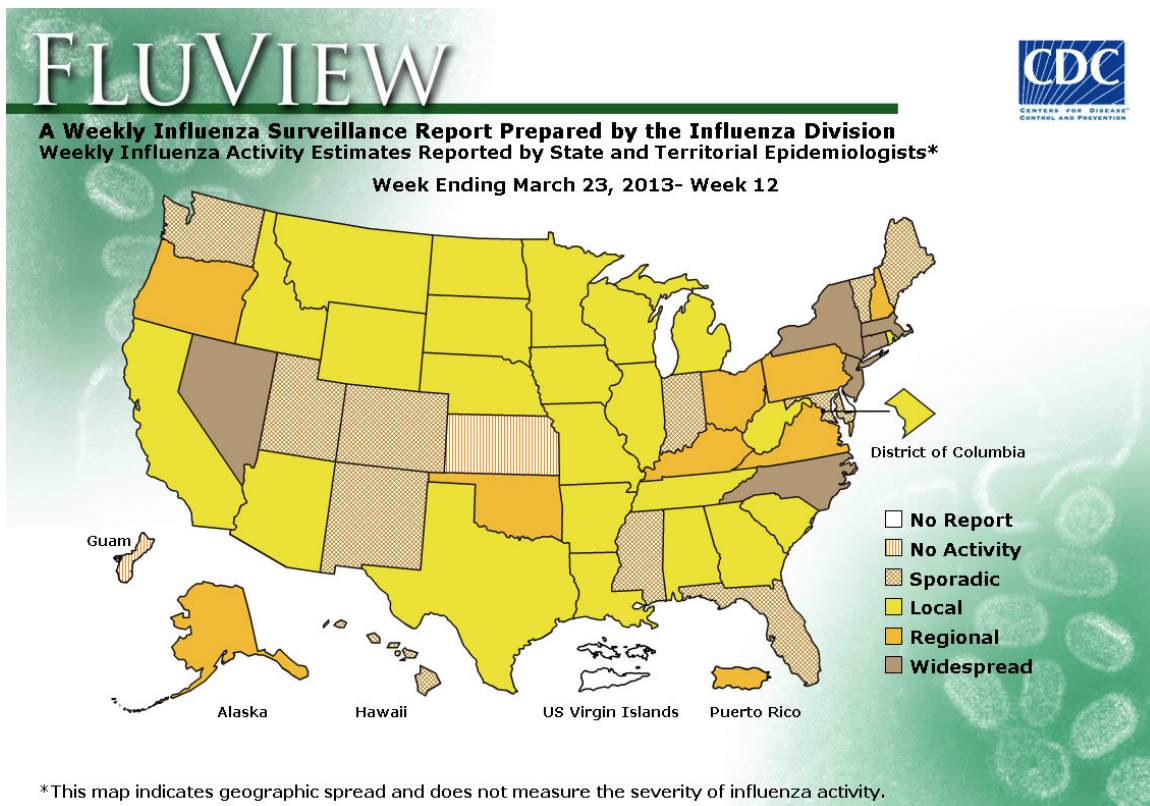 FLUVIEW
CDC
CENTERS FOR DISEASE™
CONTROL AND PREVENTION
A Weekly Influenza Surveillance Report Prepared by the Influenza Division
Weekly Influenza Activity Estimates Reported by State and Territorial Epidemiologists*
Week Ending March 23, 2013- Week 12
District of Columbia
No Report
No Activity
Sporadic
Local
Regional
Widespread
Guam
Alaska
Hawaii
US Virgin Islands
Puerto Rico
*This map indicates geographic spread and does not measure the severity of influenza activity.